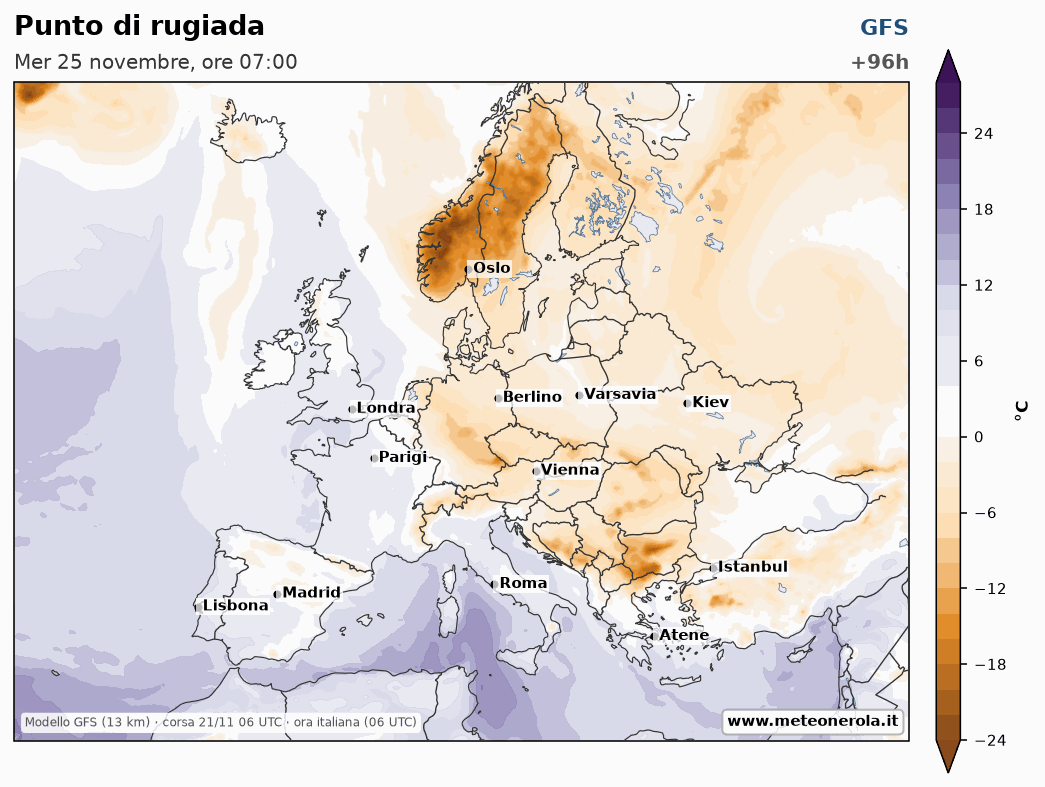 Punto di rugiada
GFS
Mer 25 novembre, ore 07:00
+96h
Oslo
Berlino
Varsavia
Kiev
Londra
Parigi
Vienna
Istanbul
Roma
Madrid
Lisbona
Atene
Modello GFS (13 km) · corsa 21/11 06 UTC · ora italiana (06 UTC)
www.meteonerola.it
24
18
12
6
0
−6
−12
−18
−24
°C